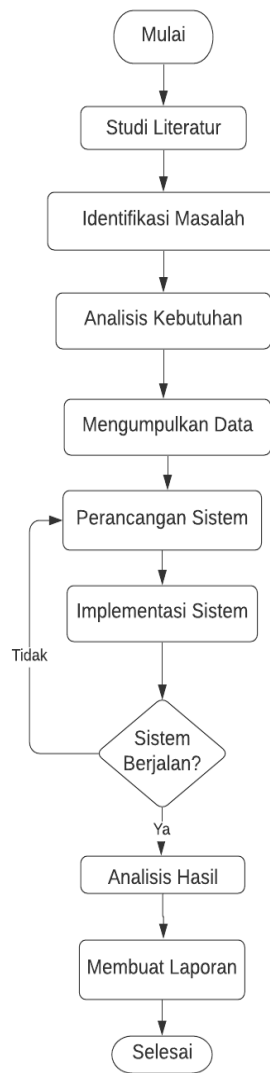 Mulai
Studi Literatur
Identifikasi Masalah
Analisis Kebutuhan
Mengumpulkan Data
Perancangan Sistem
Implementasi Sistem
Tidak
Sistem
Berjalan?
Ya
Analisis Hasil
Membuat Laporan
Selesai